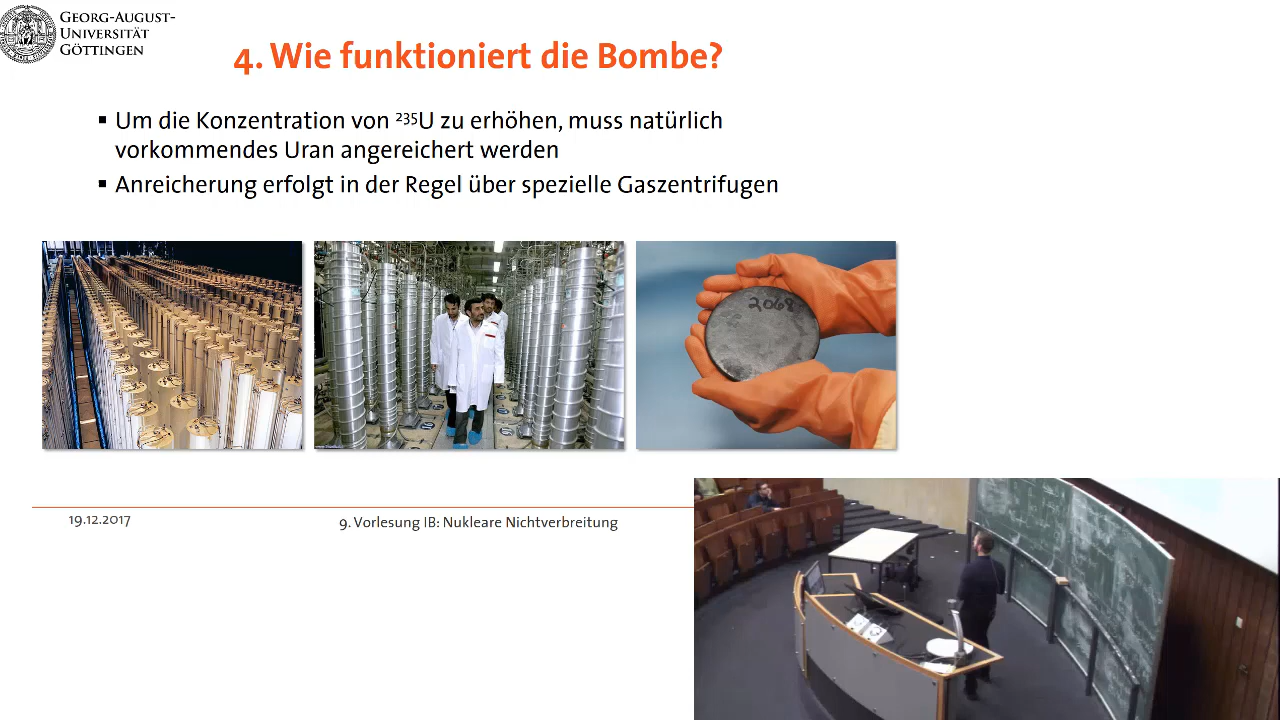 GEORG-AUGUST-
UNIVERSITÄT
GÖTTINGEN
4. Wie funktioniert die Bombe?
▪ Um die Konzentration von ²³⁵U zu erhöhen, muss natürlich
vorkommendes Uran angereichert werden
▪ Anreicherung erfolgt in der Regel über spezielle Gaszentrifugen
2068
19.12.2017
9. Vorlesung IB: Nukleare Nichtverbreitung